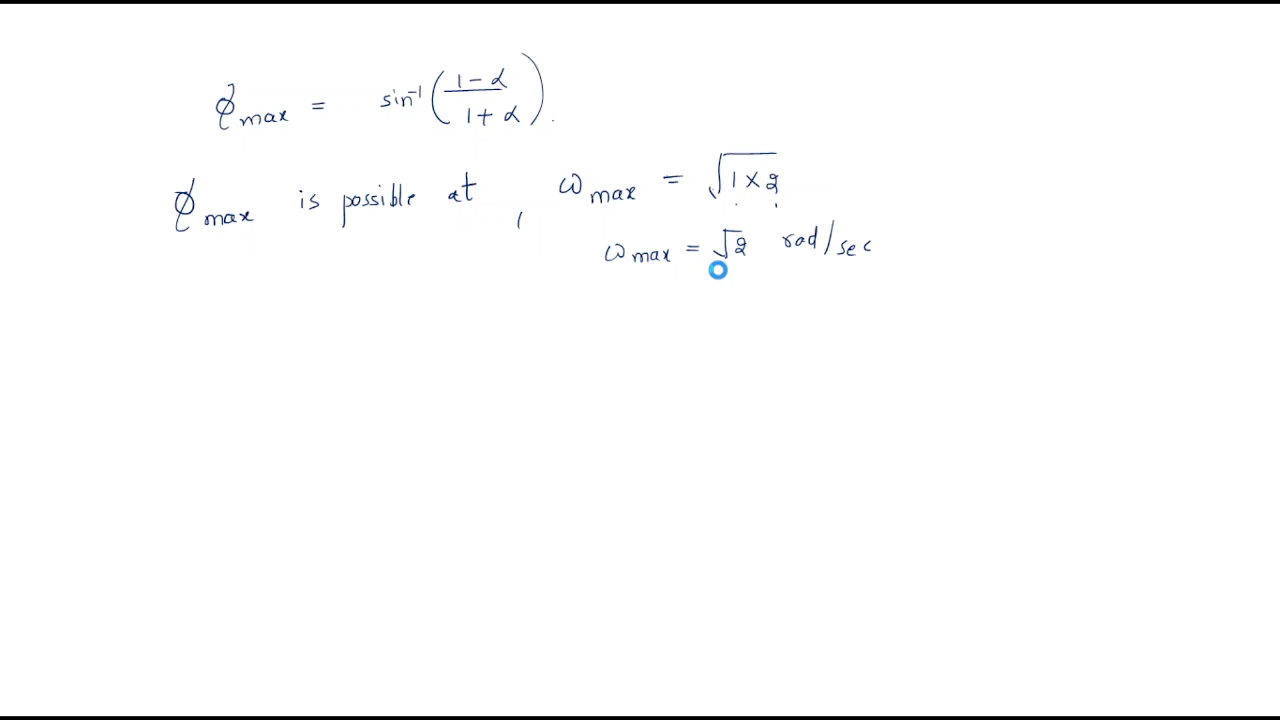 ϕmax = sin⁻¹ (1-α / 1+α).
ϕmax is possible at, ωmax = √1×2
ωmax = √2 rad/sec